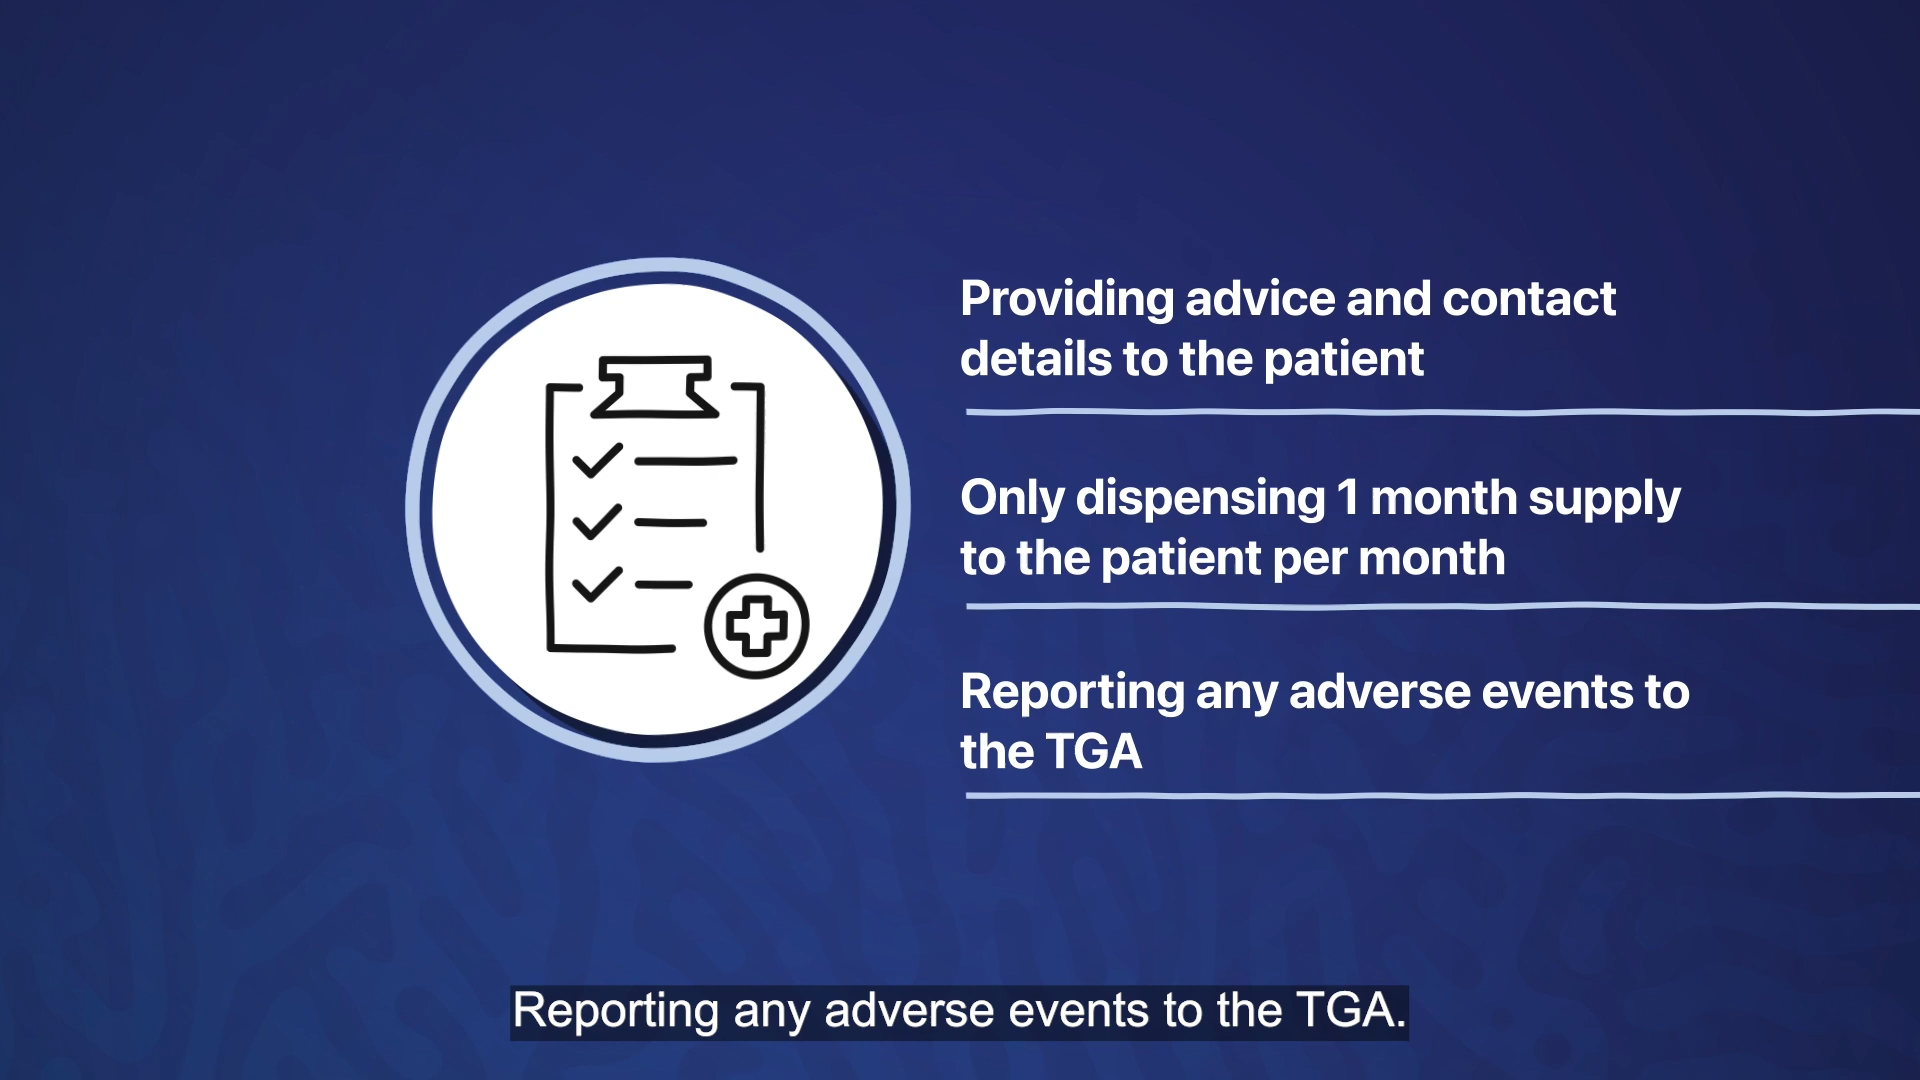 Providing advice and contact
details to the patient
Only dispensing 1 month supply
to the patient per month
Reporting any adverse events to
the TGA
Reporting any adverse events to the TGA.